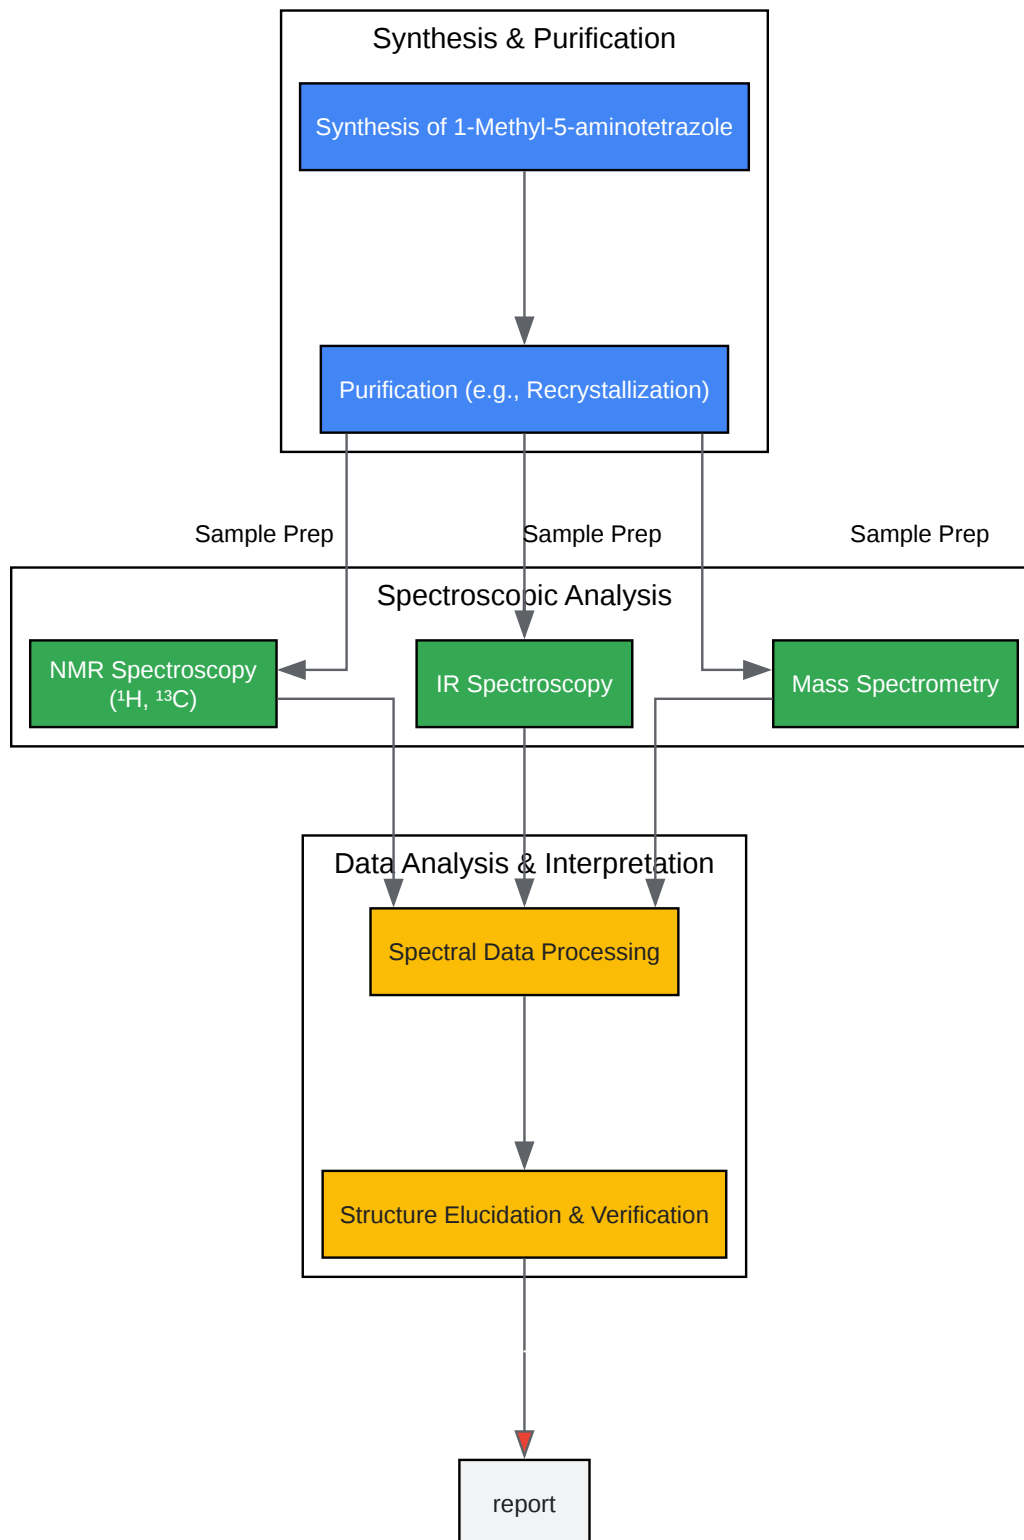 Synthesis & Purification
Synthesis of 1-Methyl-5-aminotetrazole
Purification (e.g., Recrystallization)
Sample Prep
Sample Prep
Sample Prep
Spectroscopic Analysis
NMR Spectroscopy
(¹H, ¹³C)
IR Spectroscopy
Mass Spectrometry
Data Analysis & Interpretation
Spectral Data Processing
Structure Elucidation & Verification
report